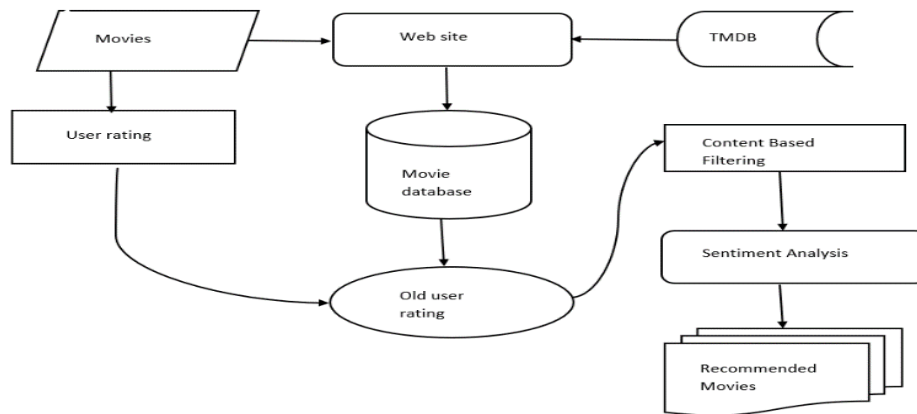 Movies
Web site
TMDB
User rating
Movie
database
Content Based
Filtering
Sentiment Analysis
Old user
rating
Recommended
Movies